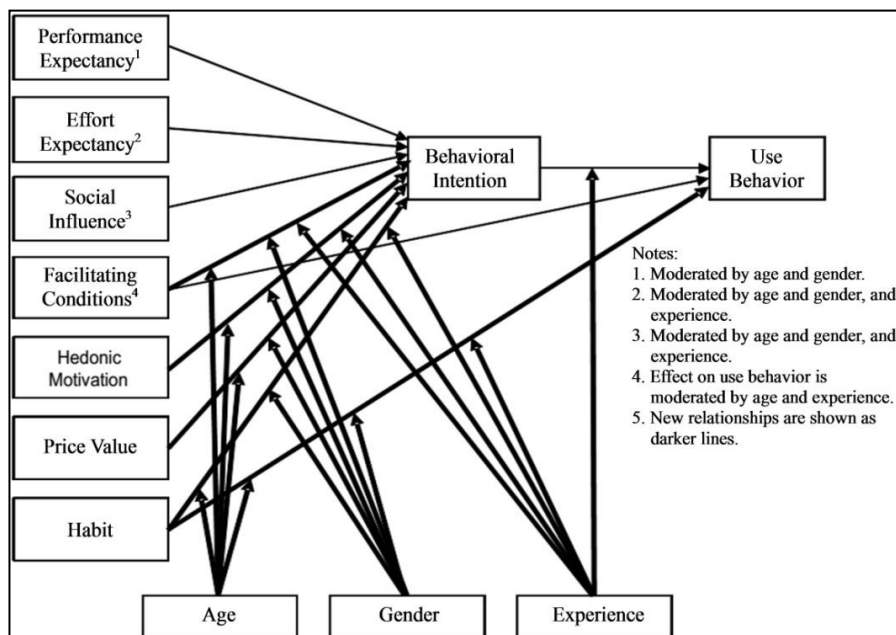 Performance
Expectancy¹
Effort
Expectancy²
Behavioral
Intention
Use
Behavior
Social
Influence³
Facilitating
Conditions⁴
Hedonic
Motivation
Price Value
Habit
Notes:
1. Moderated by age and gender.
2. Moderated by age and gender, and
experience.
3. Moderated by age and gender, and
experience.
4. Effect on use behavior is
moderated by age and experience.
5. New relationships are shown as
darker lines.
Age
Gender
Experience